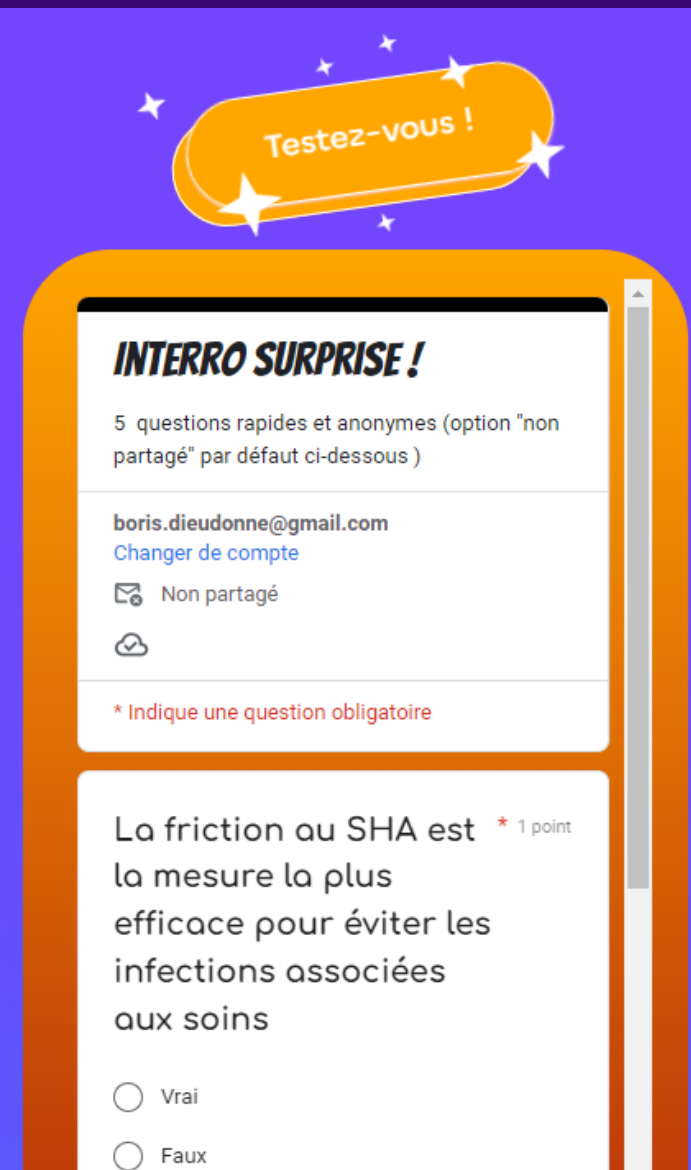 Testez-vous !
INTERRO SURPRISE !
5 questions rapides et anonymes (option "non
partagé" par défaut ci-dessous )
boris.dieudonne@gmail.com
Changer de compte
Non partagé
* Indique une question obligatoire
La friction au SHA est * 1 point
la mesure la plus
efficace pour éviter les
infections associées
aux soins
Vrai
Faux